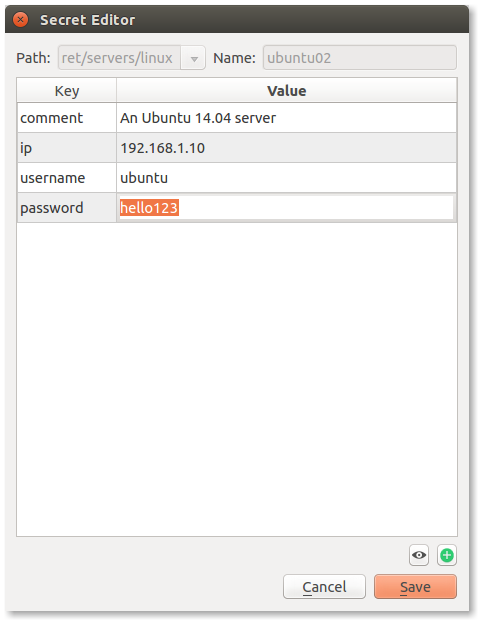 Secret Editor
Path: ret/servers/linux Name: ubuntu02
Key Value
comment An Ubuntu 14.04 server
ip 192.168.1.10
username ubuntu
password hello123
Cancel Save